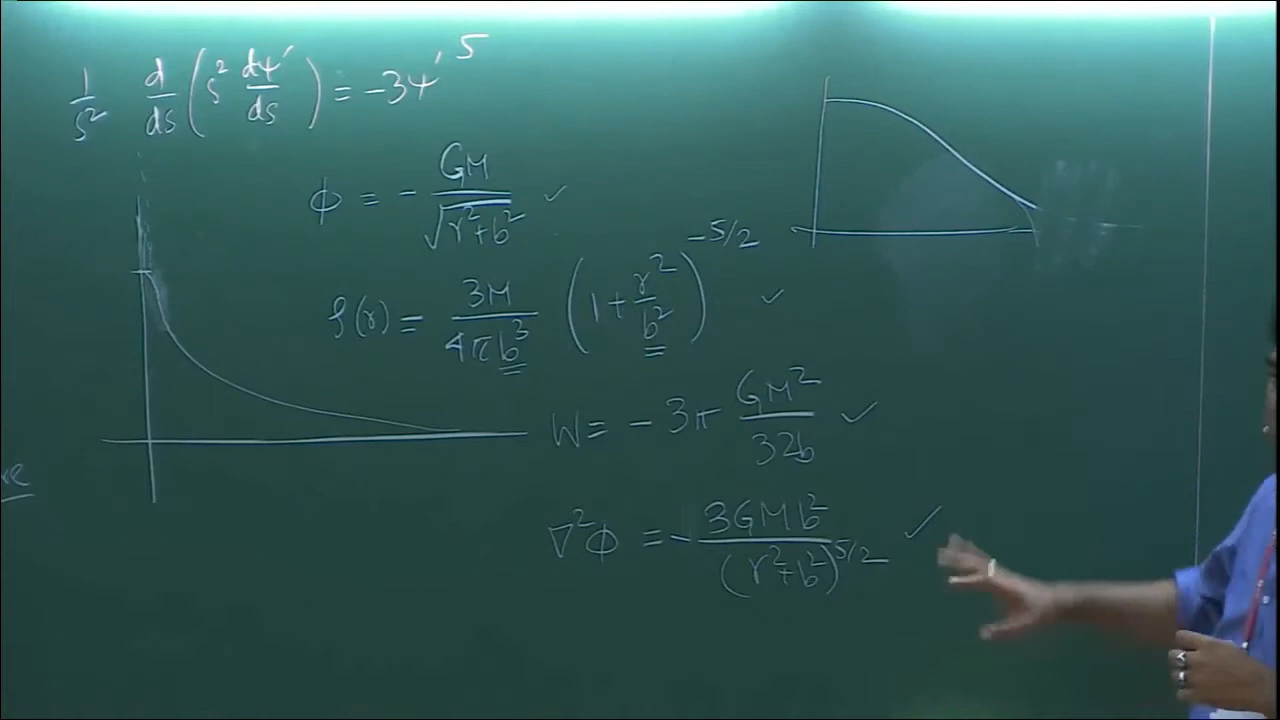 1/s² d/ds (s² dψ'/ds) = -3ψ'⁵
φ = - GM/√(r²+b²) ✓
ρ(r) = 3M/4πb³ (1 + r²/b²)^(-5/2) ✓
W = -3π GM²/32b ✓
∇²φ = - 3GMb²/(r²+b²)^(5/2) ✓
re